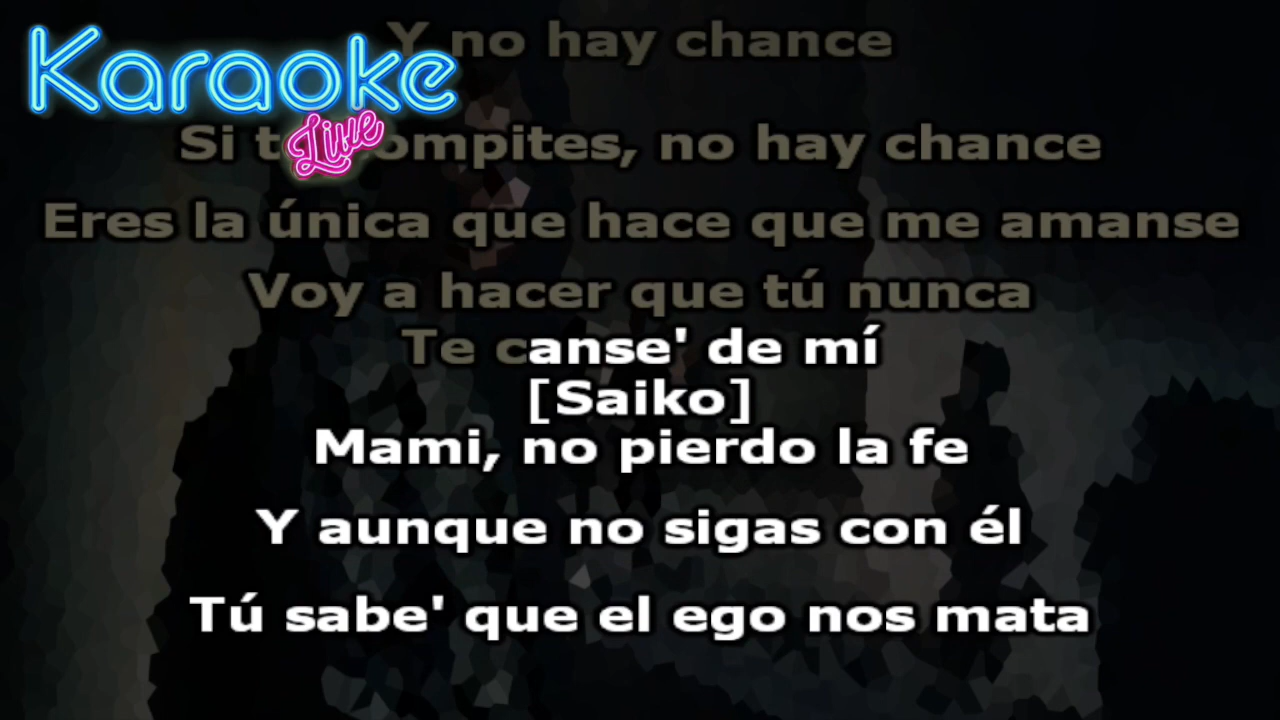 Karaoke
Live
Y no hay chance
Si t ompites, no hay chance
Eres la única que hace que me amanse
Voy a hacer que tú nunca
Te canse' de mí
[Saiko]
Mami, no pierdo la fe
Y aunque no sigas con él
Tú sabe' que el ego nos mata